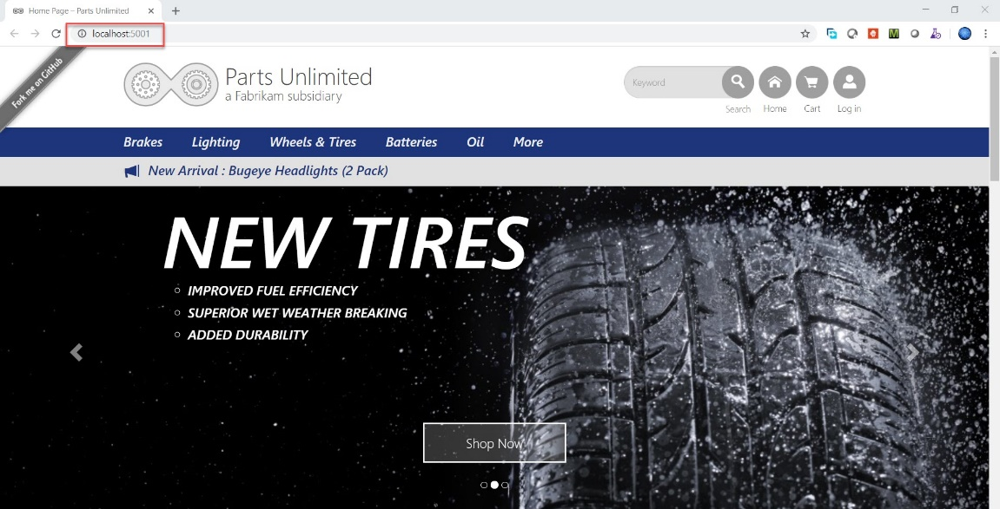 Home Page – Parts Unlimited
localhost:5001
Fork me on GitHub
Parts Unlimited
a Fabrikam subsidiary
Keyword
Search
Home
Cart
Log in
Brakes
Lighting
Wheels & Tires
Batteries
Oil
More
New Arrival : Bugeye Headlights (2 Pack)
NEW TIRES
IMPROVED FUEL EFFICIENCY
SUPERIOR WET WEATHER BREAKING
ADDED DURABILITY
Shop Now